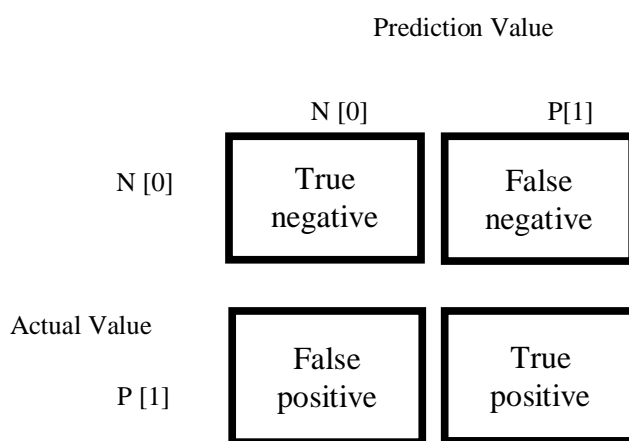 Prediction Value
N [0] P[1]
N [0]
True
negative
False
negative
Actual Value
P [1]
False
positive
True
positive